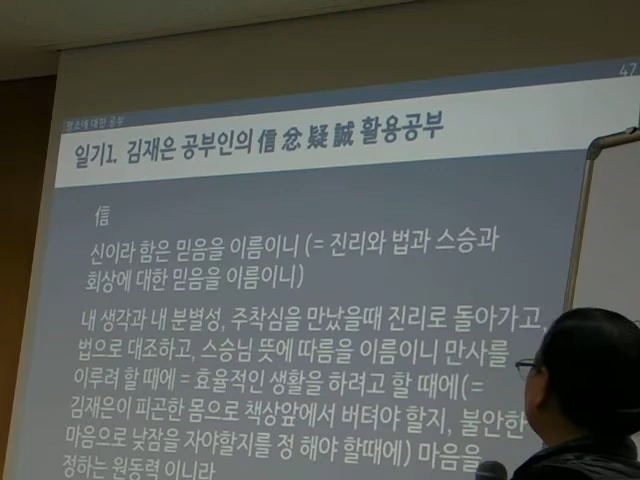 47
팔조에 대한 공부
일기1. 김재은 공부인의 信 忿 疑 誠 활용공부
信
신이라 함은 믿음을 이름이니 (= 진리와 법과 스승과
회상에 대한 믿음을 이름이니)
내 생각과 내 분별성, 주착심을 만났을때 진리로 돌아가고,
법으로 대조하고, 스승님 뜻에 따름을 이름이니 만사를
이루려 할 때에 = 효율적인 생활을 하려고 할 때에(=
김재은이 피곤한 몸으로 책상앞에서 버텨야 할지, 불안한
마음으로 낮잠을 자야할지를 정 해야 할때에) 마음을
정하는 원동력 이니라